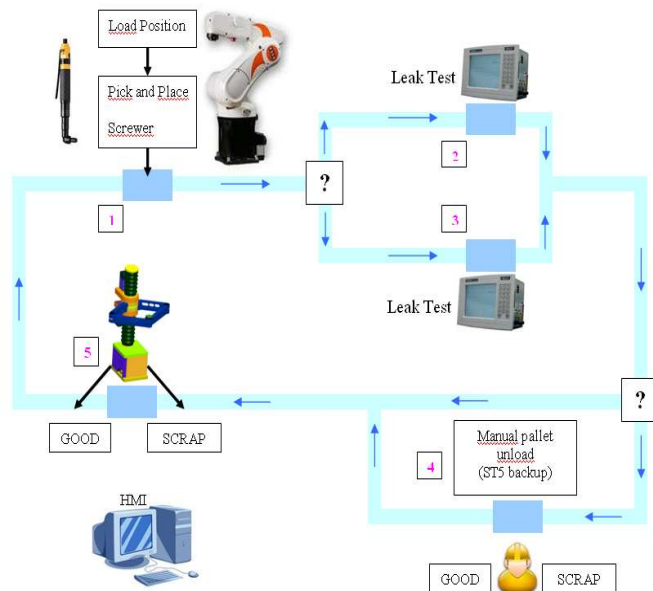 Load Position
Pick and Place
Screwer
1
?
Leak Test
2
3
Leak Test
5
GOOD
SCRAP
?
4
Manual pallet
unload
(ST5 backup)
HMI
GOOD
SCRAP